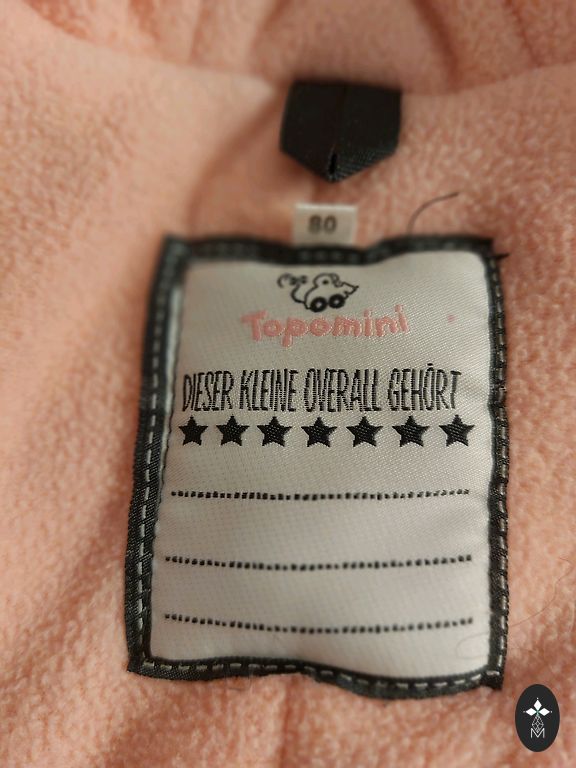 80
Topomini
DIESER KLEINE OVERALL GEHÖRT